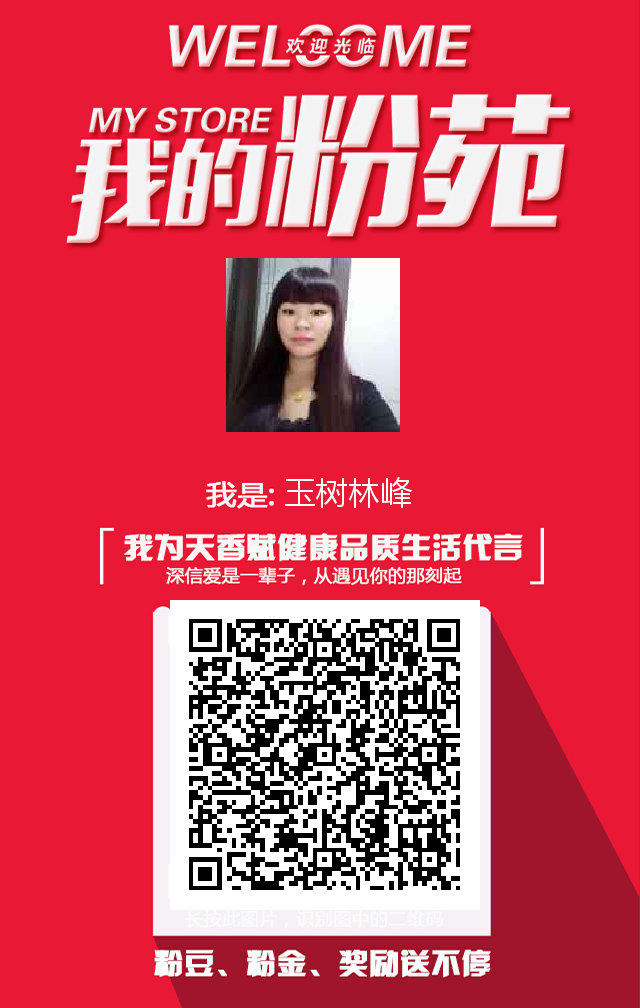 WELCOME
欢迎光临
MY STORE
我的粉苑
我是: 玉树林峰
我为天香赋健康品质生活代言
深信爱是一辈子，从遇见你的那刻起
长按此图片，识别图中的二维码
粉豆、粉金、奖励送不停